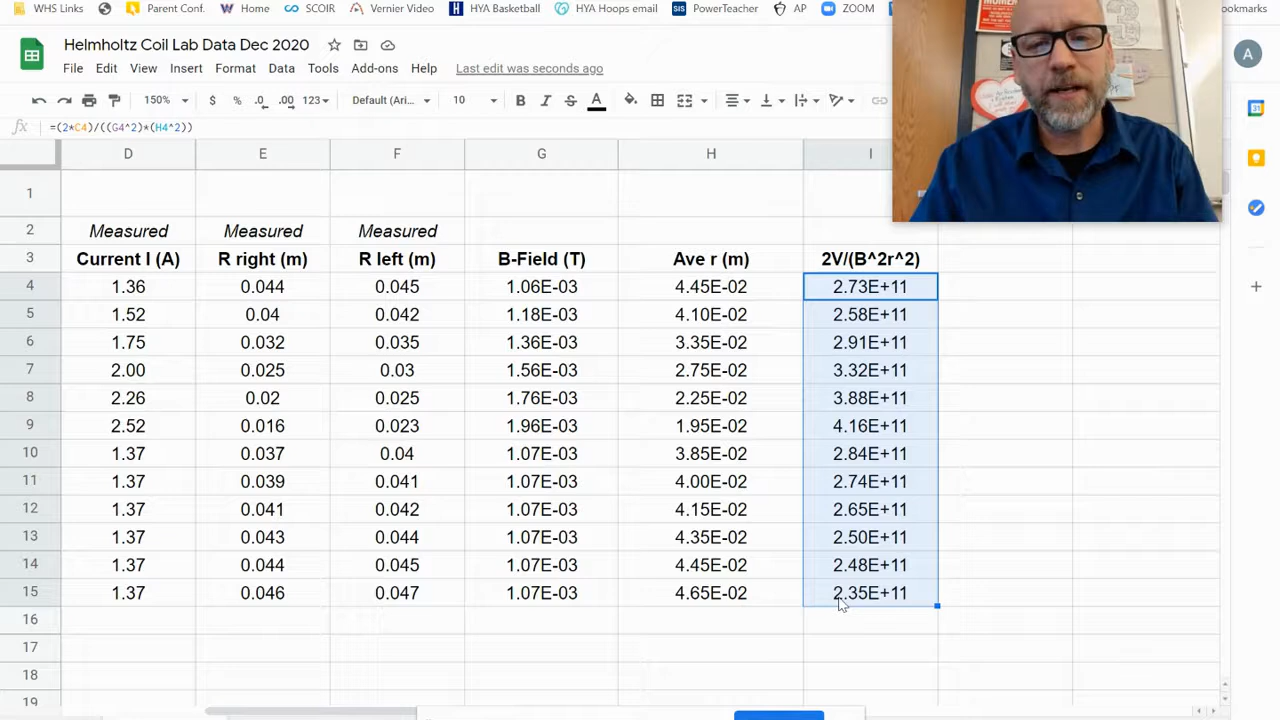 WHS Links Parent Conf. Home SCOIR Vernier Video HYA Basketball HYA Hoops email PowerTeacher AP ZOOM ookmarks
Helmholtz Coil Lab Data Dec 2020
File Edit View Insert Format Data Tools Add-ons Help Last edit was seconds ago
150% $ % .0 .00 123 Default (Ari... 10 B I S A
fx =(2*C4)/((G4^2)*(H4^2))
D E F G H I
1
2 Measured Measured Measured
3 Current I (A) R right (m) R left (m) B-Field (T) Ave r (m) 2V/(B^2r^2)
4 1.36 0.044 0.045 1.06E-03 4.45E-02 2.73E+11
5 1.52 0.04 0.042 1.18E-03 4.10E-02 2.58E+11
6 1.75 0.032 0.035 1.36E-03 3.35E-02 2.91E+11
7 2.00 0.025 0.03 1.56E-03 2.75E-02 3.32E+11
8 2.26 0.02 0.025 1.76E-03 2.25E-02 3.88E+11
9 2.52 0.016 0.023 1.96E-03 1.95E-02 4.16E+11
10 1.37 0.037 0.04 1.07E-03 3.85E-02 2.84E+11
11 1.37 0.039 0.041 1.07E-03 4.00E-02 2.74E+11
12 1.37 0.041 0.042 1.07E-03 4.15E-02 2.65E+11
13 1.37 0.043 0.044 1.07E-03 4.35E-02 2.50E+11
14 1.37 0.044 0.045 1.07E-03 4.45E-02 2.48E+11
15 1.37 0.046 0.047 1.07E-03 4.65E-02 2.35E+11
16
17
18
19
A